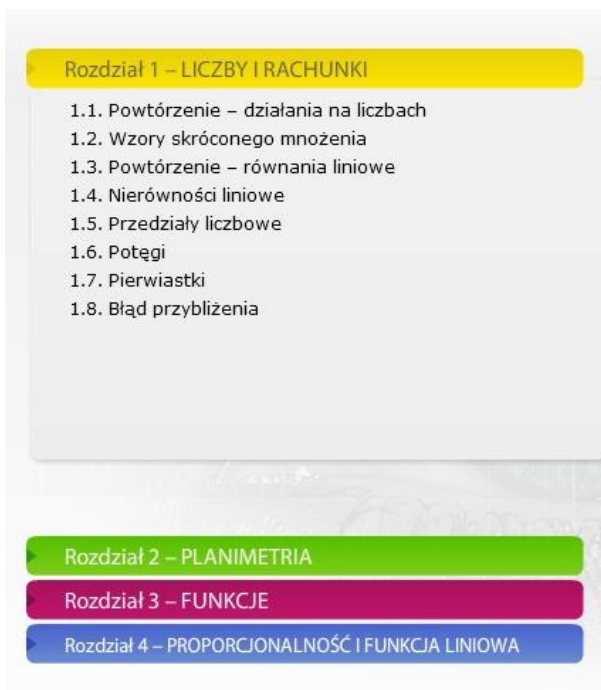 Rozdział 1 – LICZBY I RACHUNKI
1.1. Powtórzenie – działania na liczbach
1.2. Wzory skróconego mnożenia
1.3. Powtórzenie – równania liniowe
1.4. Nierówności liniowe
1.5. Przedziały liczbowe
1.6. Potęgi
1.7. Pierwiastki
1.8. Błąd przybliżenia
Rozdział 2 – PLANIMETRIA
Rozdział 3 – FUNKCJE
Rozdział 4 – PROPORCJONALNOŚĆ I FUNKCJA LINIOWA